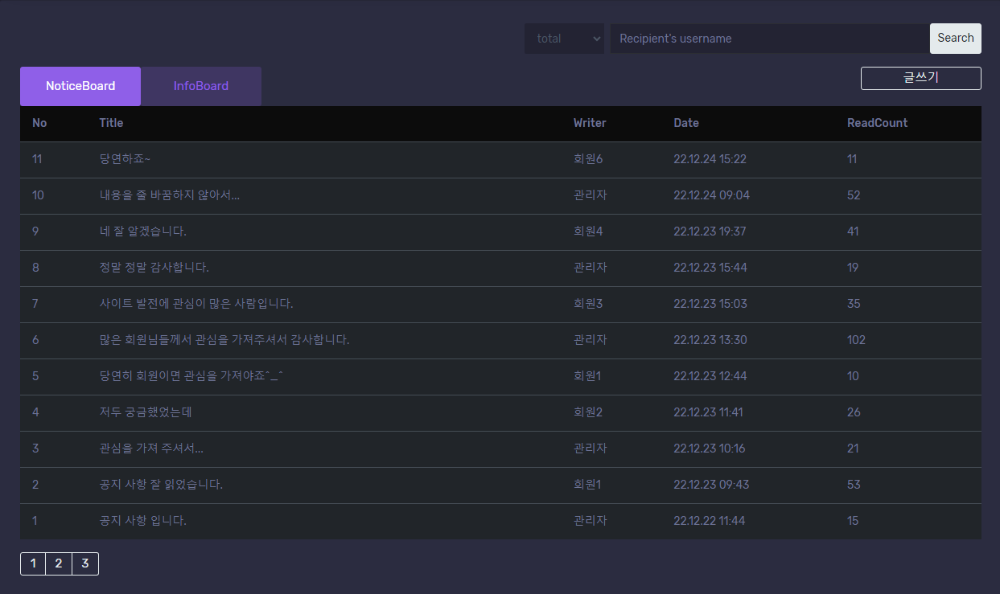 total Recipient's username Search
NoticeBoard InfoBoard 글쓰기
No Title Writer Date ReadCount
11 당연하죠~ 회원6 22.12.24 15:22 11
10 내용을 줄 바꿈하지 않아서... 관리자 22.12.24 09:04 52
9 네 잘 알겠습니다. 회원4 22.12.23 19:37 41
8 정말 정말 감사합니다. 관리자 22.12.23 15:44 19
7 사이트 발전에 관심이 많은 사람입니다. 회원3 22.12.23 15:03 35
6 많은 회원님들께서 관심을 가져주셔서 감사합니다. 관리자 22.12.23 13:30 102
5 당연히 회원이면 관심을 가져야죠^_^ 회원1 22.12.23 12:44 10
4 저두 궁금했었는데 회원2 22.12.23 11:41 26
3 관심을 가져 주셔서... 관리자 22.12.23 10:16 21
2 공지 사항 잘 읽었습니다. 회원1 22.12.23 09:43 53
1 공지 사항 입니다. 관리자 22.12.22 11:44 15
1 2 3